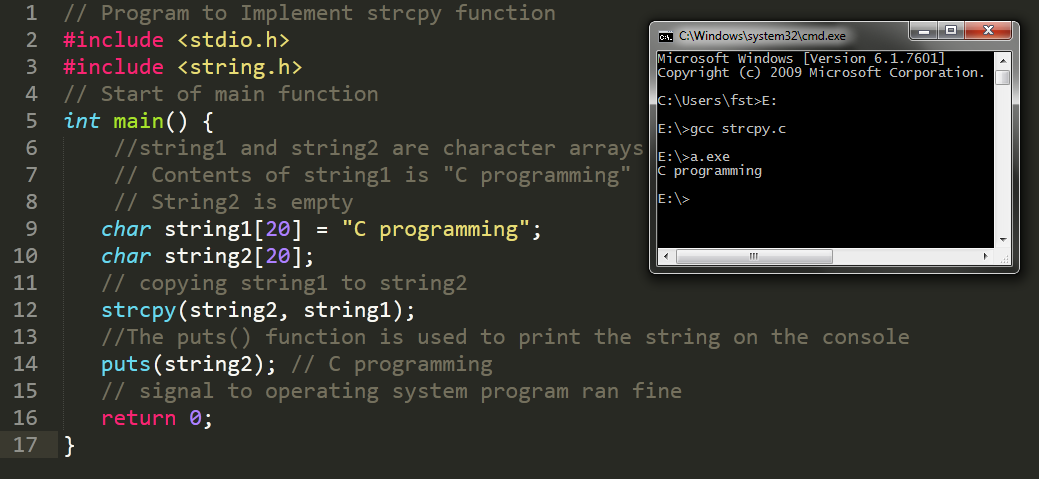 1 // Program to Implement strcpy function
2 #include <stdio.h>
3 #include <string.h>
4 // Start of main function
5 int main() {
6 //string1 and string2 are character arrays
7 // Contents of string1 is "C programming"
8 // String2 is empty
9 char string1[20] = "C programming";
10 char string2[20];
11 // copying string1 to string2
12 strcpy(string2, string1);
13 //The puts() function is used to print the string on the console
14 puts(string2); // C programming
15 // signal to operating system program ran fine
16 return 0;
17 }
C:\Windows\system32\cmd.exe
Microsoft Windows [Version 6.1.7601]
Copyright (c) 2009 Microsoft Corporation.
C:\Users\fst>E:
E:\>gcc strcpy.c
E:\>a.exe
C programming
E:\>